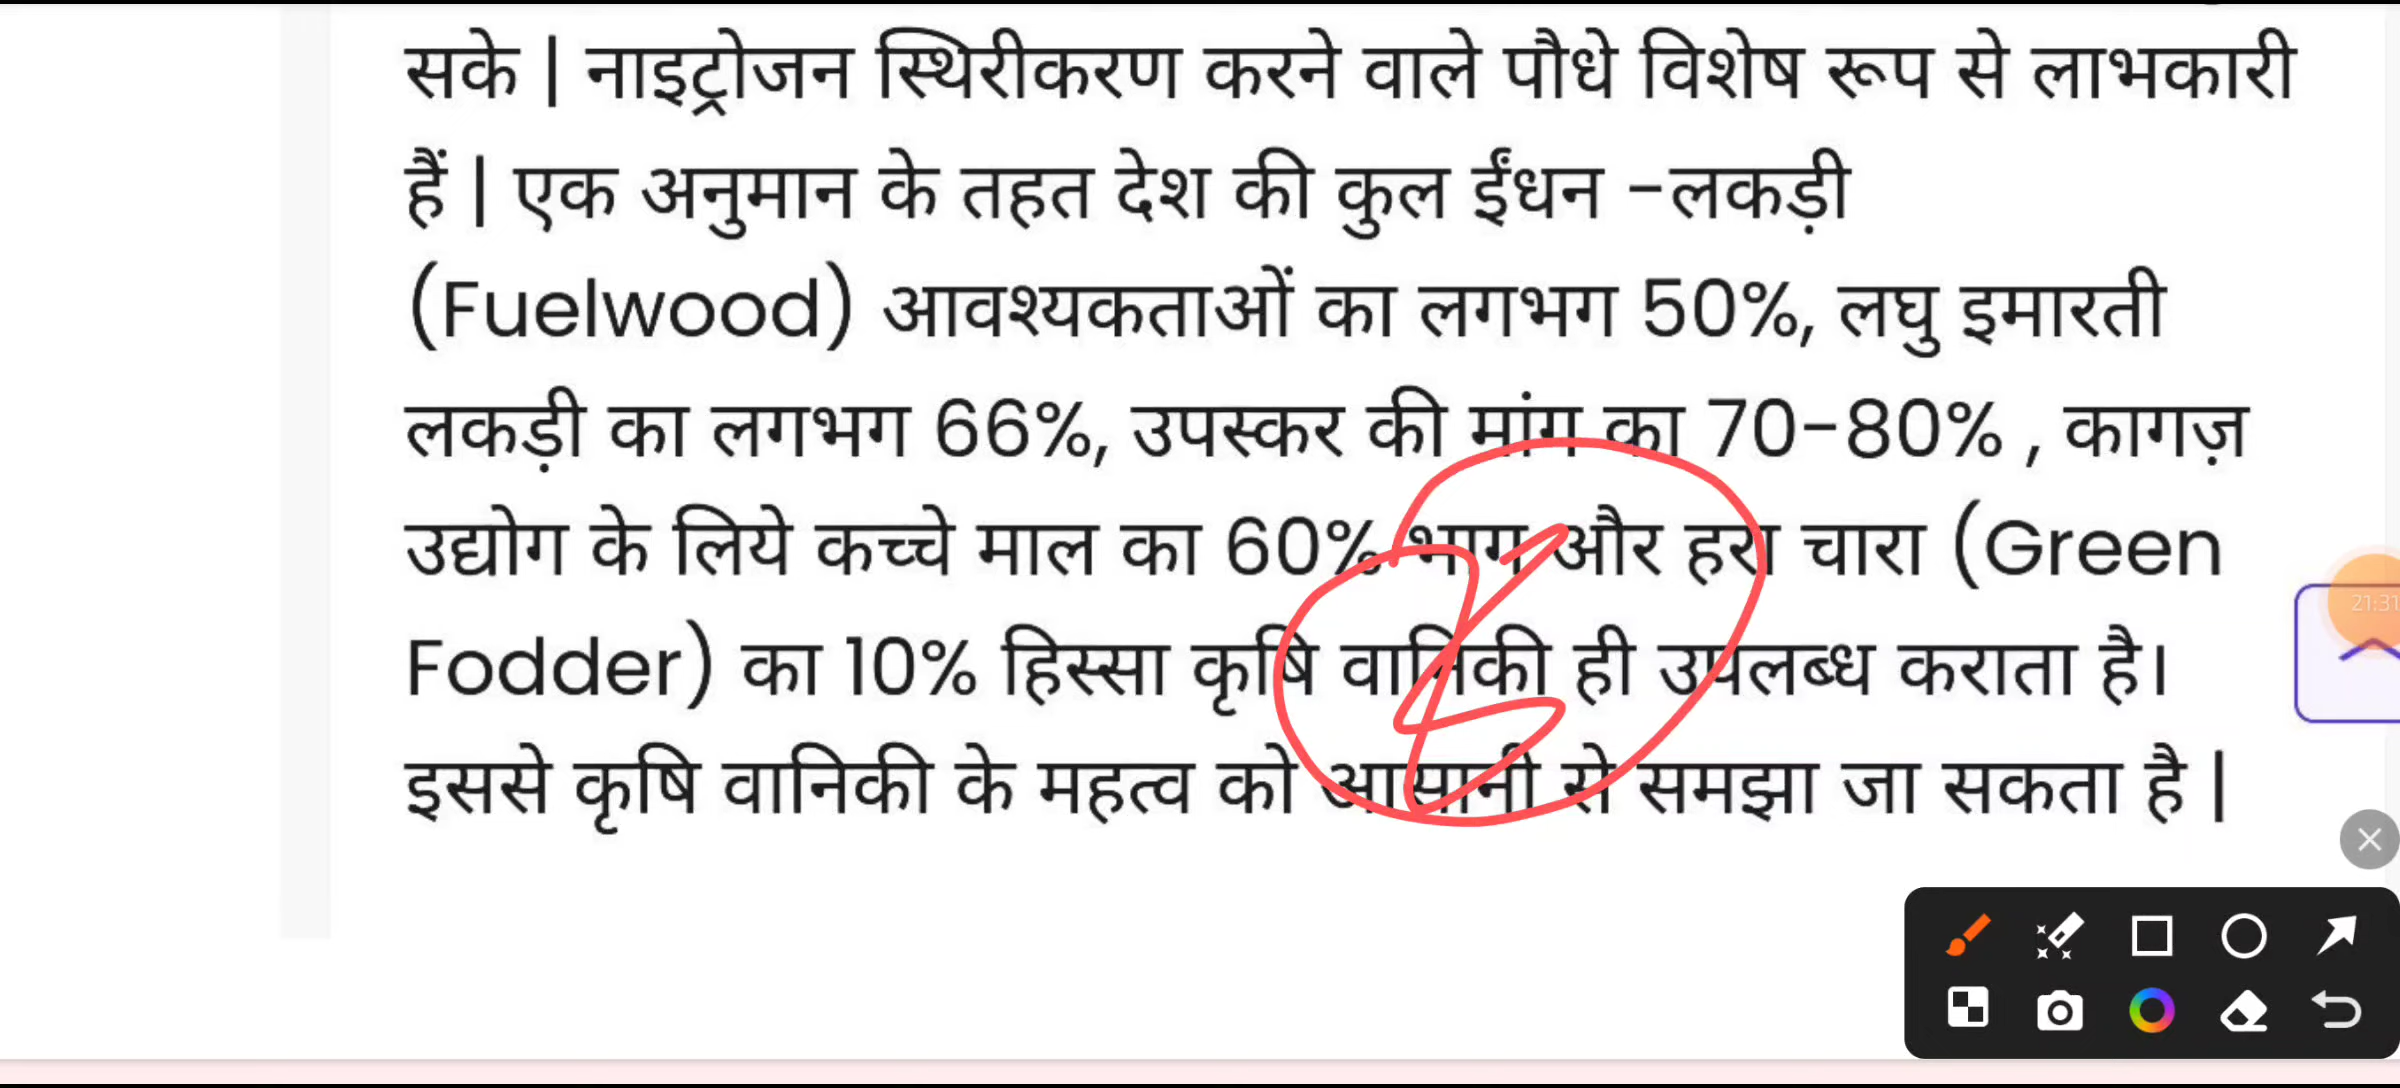 सके | नाइट्रोजन स्थिरीकरण करने वाले पौधे विशेष रूप से लाभकारी
हैं | एक अनुमान के तहत देश की कुल ईंधन -लकड़ी
(Fuelwood) आवश्यकताओं का लगभग 50%, लघु इमारती
लकड़ी का लगभग 66%, उपस्कर की मांग का 70-80% , कागज़
उद्योग के लिये कच्चे माल का 60% भाग और हरा चारा (Green
Fodder) का 10% हिस्सा कृषि वानिकी ही उपलब्ध कराता है।
इससे कृषि वानिकी के महत्व को आसानी से समझा जा सकता है |
21:31